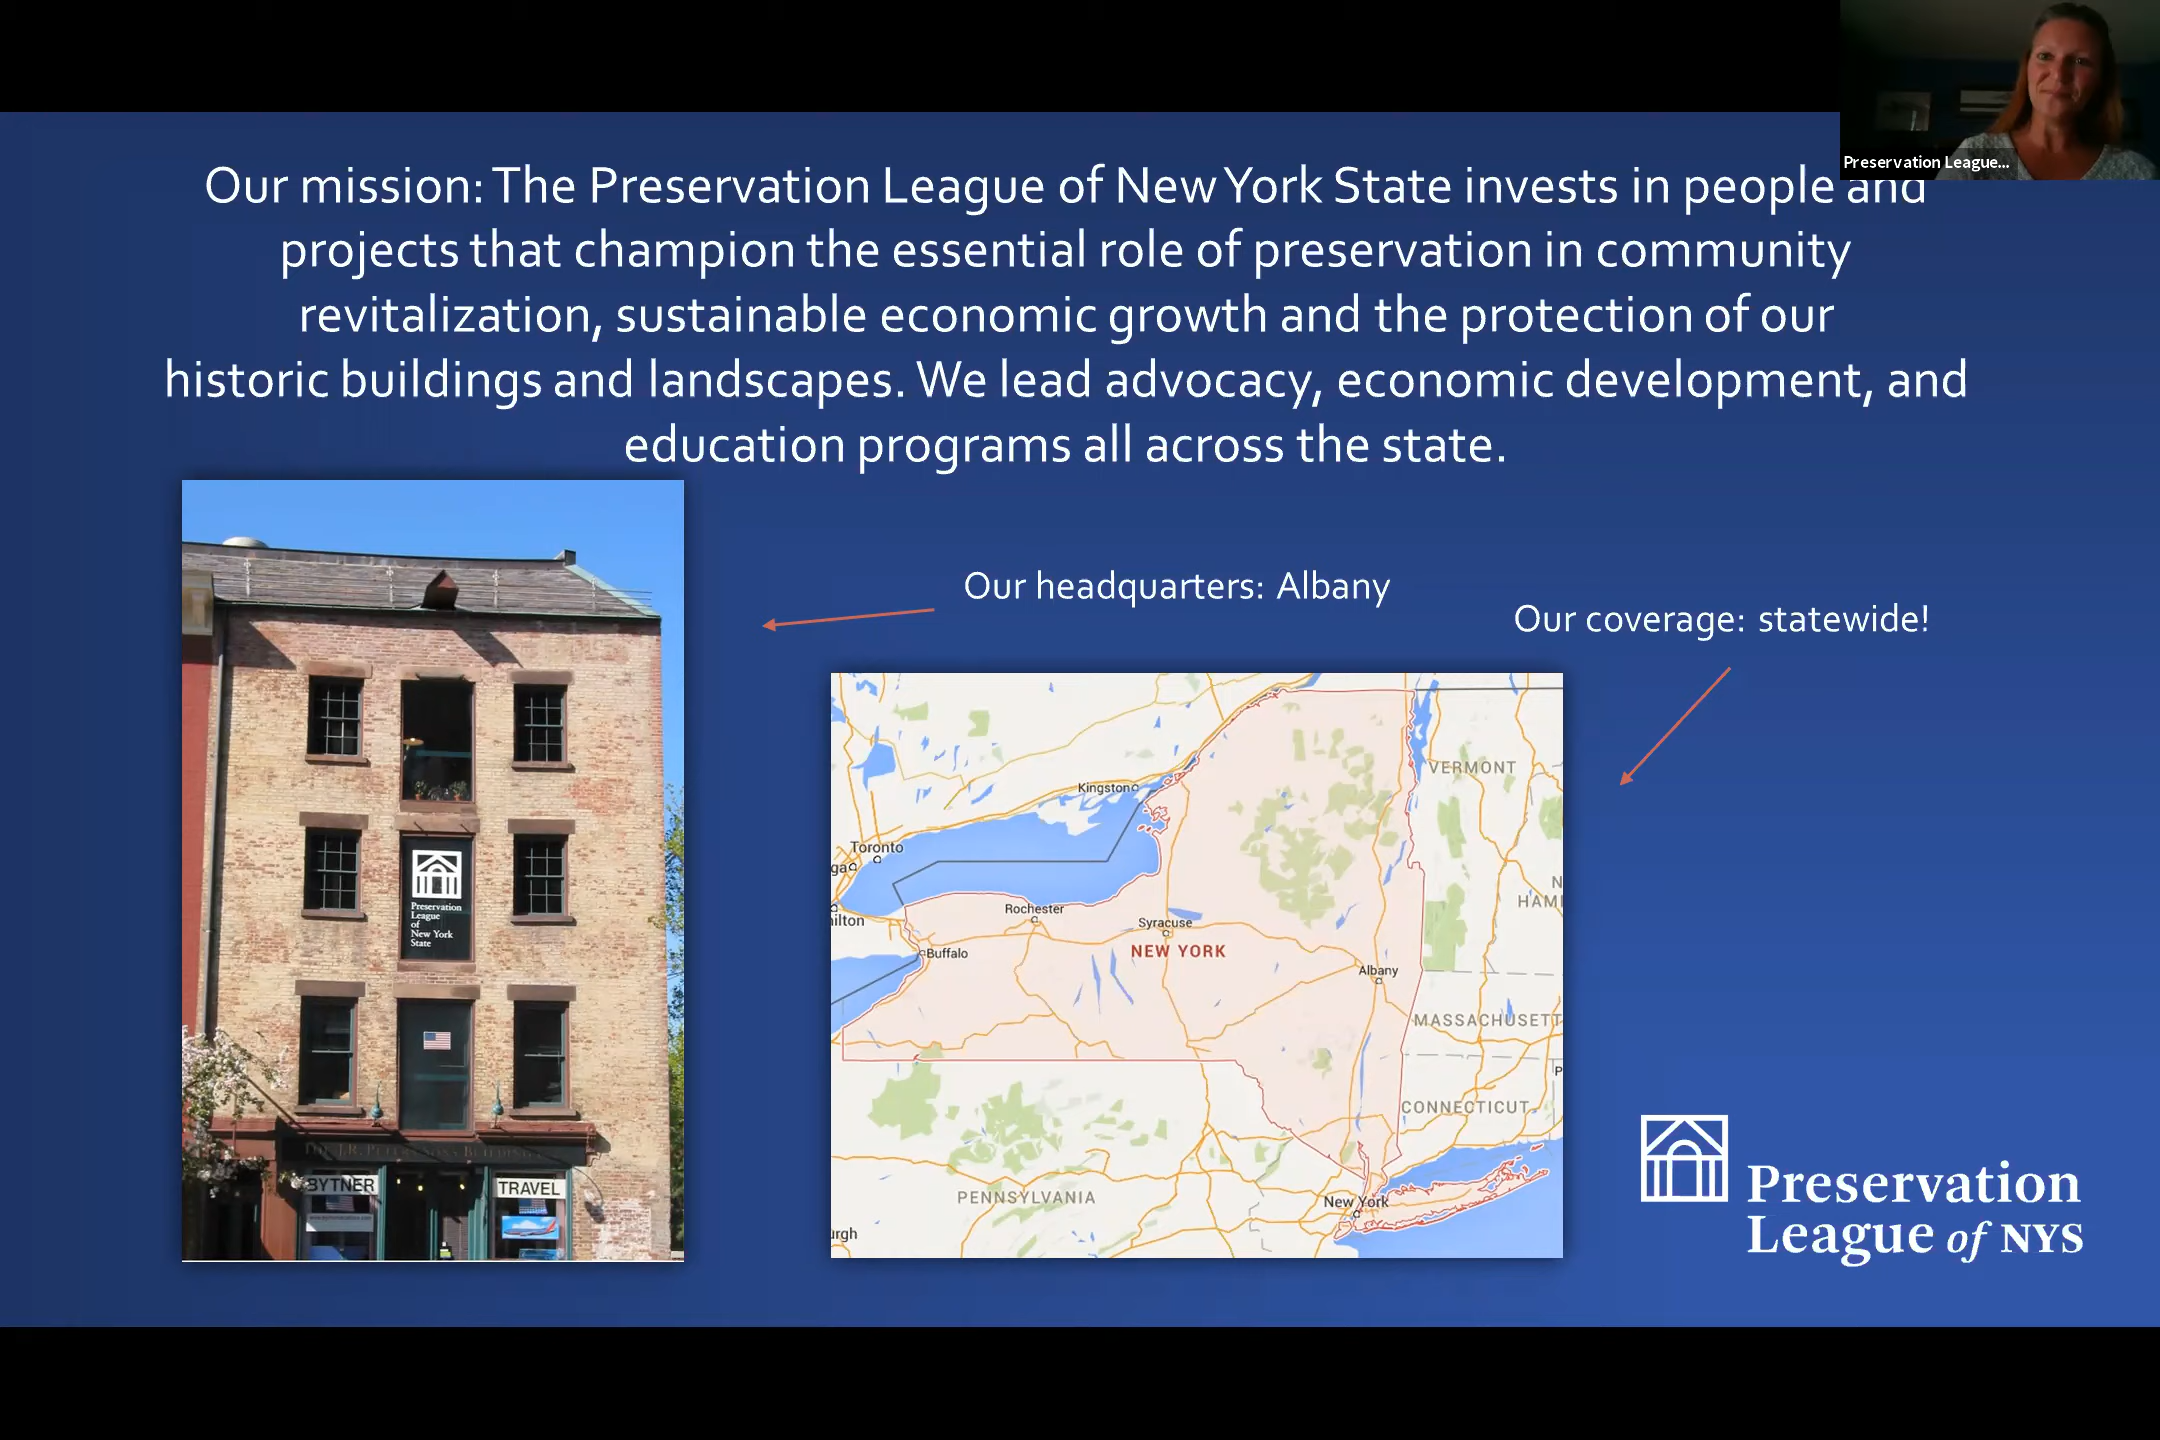 Preservation League...
Our mission: The Preservation League of New York State invests in people and
projects that champion the essential role of preservation in community
revitalization, sustainable economic growth and the protection of our
historic buildings and landscapes. We lead advocacy, economic development, and
education programs all across the state.
Our headquarters: Albany
Our coverage: statewide!
Preservation
League
of
New York
State
BYTNER
TRAVEL
Kingston
VERMONT
Toronto
ga
N
HAM
Rochester
ilton
Syracuse
Buffalo
NEW YORK
Albany
MASSACHUSETT
P
CONNECTICUT
PENNSYLVANIA
New York
urgh
Preservation
League of NYS